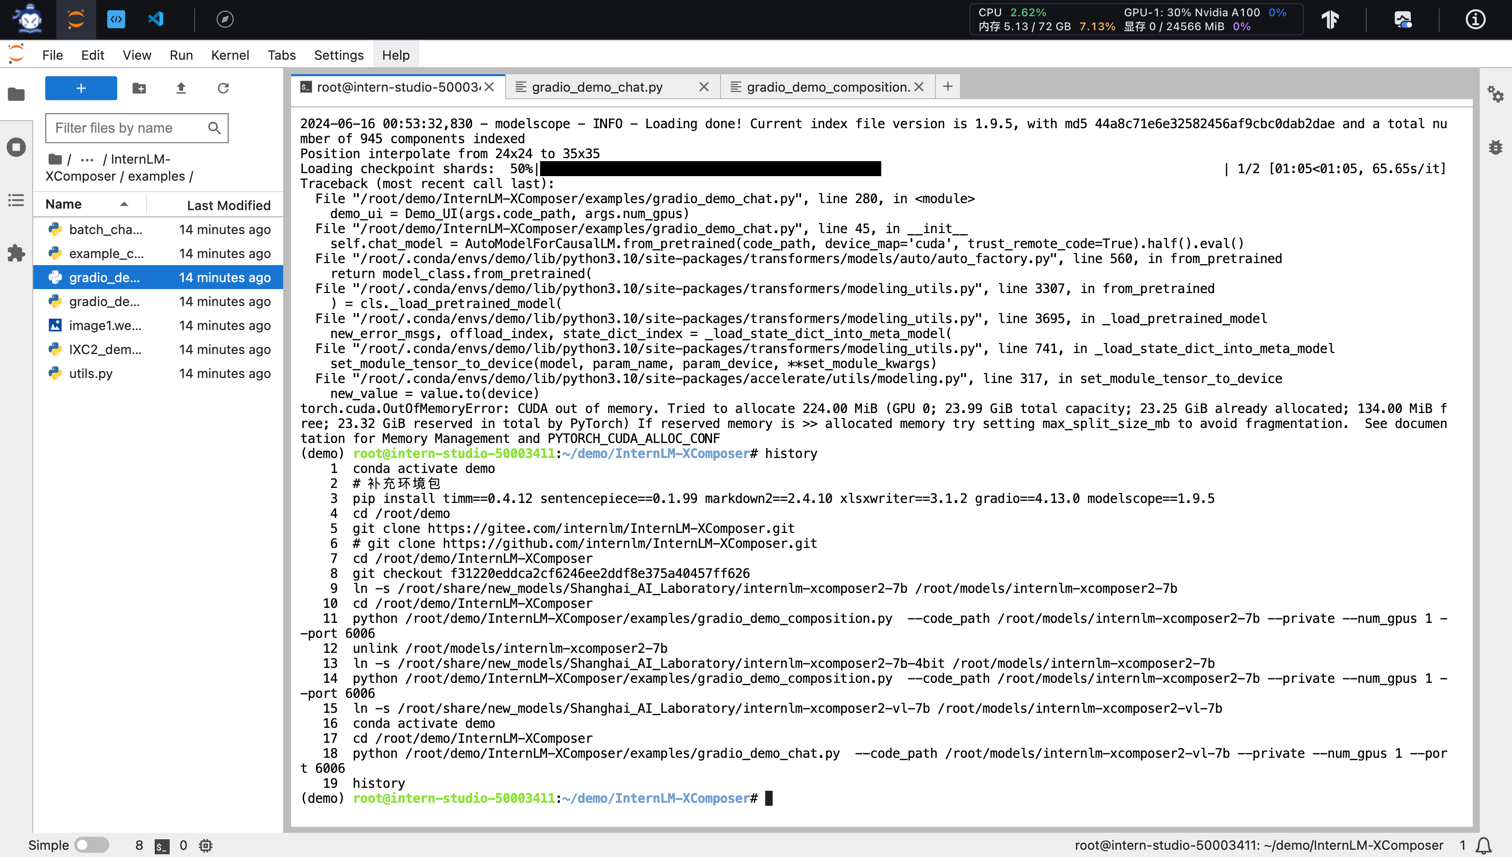 CPU 2.62% GPU-1: 30% Nvidia A100 0%
内存 5.13 / 72 GB 7.13% 显存 0 / 24566 MiB 0%
File Edit View Run Kernel Tabs Settings Help
+
Filter files by name
/ ··· / InternLM-
XComposer / examples /
Name Last Modified
batch_cha... 14 minutes ago
example_c... 14 minutes ago
gradio_de... 14 minutes ago
gradio_de... 14 minutes ago
image1.we... 14 minutes ago
IXC2_dem... 14 minutes ago
utils.py 14 minutes ago
root@intern-studio-50003 gradio_demo_chat.py gradio_demo_composition. +
2024-06-16 00:53:32,830 - modelscope - INFO - Loading done! Current index file version is 1.9.5, with md5 44a8c71e6e32582456af9cbc0dab2dae and a total nu
mber of 945 components indexed
Position interpolate from 24x24 to 35x35
Loading checkpoint shards:  50%| | 1/2 [01:05<01:05, 65.65s/it]
Traceback (most recent call last):
File "/root/demo/InternLM-XComposer/examples/gradio_demo_chat.py", line 280, in <module>
demo_ui = Demo_UI(args.code_path, args.num_gpus)
File "/root/demo/InternLM-XComposer/examples/gradio_demo_chat.py", line 45, in __init__
self.chat_model = AutoModelForCausalLM.from_pretrained(code_path, device_map='cuda', trust_remote_code=True).half().eval()
File "/root/.conda/envs/demo/lib/python3.10/site-packages/transformers/models/auto/auto_factory.py", line 560, in from_pretrained
return model_class.from_pretrained(
File "/root/.conda/envs/demo/lib/python3.10/site-packages/transformers/modeling_utils.py", line 3307, in from_pretrained
) = cls._load_pretrained_model(
File "/root/.conda/envs/demo/lib/python3.10/site-packages/transformers/modeling_utils.py", line 3695, in _load_pretrained_model
new_error_msgs, offload_index, state_dict_index = _load_state_dict_into_meta_model(
File "/root/.conda/envs/demo/lib/python3.10/site-packages/transformers/modeling_utils.py", line 741, in _load_state_dict_into_meta_model
set_module_tensor_to_device(model, param_name, param_device, **set_module_kwargs)
File "/root/.conda/envs/demo/lib/python3.10/site-packages/accelerate/utils/modeling.py", line 317, in set_module_tensor_to_device
new_value = value.to(device)
torch.cuda.OutOfMemoryError: CUDA out of memory. Tried to allocate 224.00 MiB (GPU 0; 23.99 GiB total capacity; 23.25 GiB already allocated; 134.00 MiB f
ree; 23.32 GiB reserved in total by PyTorch) If reserved memory is >> allocated memory try setting max_split_size_mb to avoid fragmentation.  See documen
tation for Memory Management and PYTORCH_CUDA_ALLOC_CONF
(demo) root@intern-studio-50003411:~/demo/InternLM-XComposer# history
1  conda activate demo
2  # 补充环境包
3  pip install timm==0.4.12 sentencepiece==0.1.99 markdown2==2.4.10 xlsxwriter==3.1.2 gradio==4.13.0 modelscope==1.9.5
4  cd /root/demo
5  git clone https://gitee.com/internlm/InternLM-XComposer.git
6  # git clone https://github.com/internlm/InternLM-XComposer.git
7  cd /root/demo/InternLM-XComposer
8  git checkout f31220eddca2cf6246ee2ddf8e375a40457ff626
9  ln -s /root/share/new_models/Shanghai_AI_Laboratory/internlm-xcomposer2-7b /root/models/internlm-xcomposer2-7b
10  cd /root/demo/InternLM-XComposer
11  python /root/demo/InternLM-XComposer/examples/gradio_demo_composition.py  --code_path /root/models/internlm-xcomposer2-7b --private --num_gpus 1 -
-port 6006
12  unlink /root/models/internlm-xcomposer2-7b
13  ln -s /root/share/new_models/Shanghai_AI_Laboratory/internlm-xcomposer2-7b-4bit /root/models/internlm-xcomposer2-7b
14  python /root/demo/InternLM-XComposer/examples/gradio_demo_composition.py  --code_path /root/models/internlm-xcomposer2-7b --private --num_gpus 1 -
-port 6006
15  ln -s /root/share/new_models/Shanghai_AI_Laboratory/internlm-xcomposer2-vl-7b /root/models/internlm-xcomposer2-vl-7b
16  conda activate demo
17  cd /root/demo/InternLM-XComposer
18  python /root/demo/InternLM-XComposer/examples/gradio_demo_chat.py  --code_path /root/models/internlm-xcomposer2-vl-7b --private --num_gpus 1 --por
t 6006
19  history
(demo) root@intern-studio-50003411:~/demo/InternLM-XComposer#
Simple 8 0 root@intern-studio-50003411: ~/demo/InternLM-XComposer 1